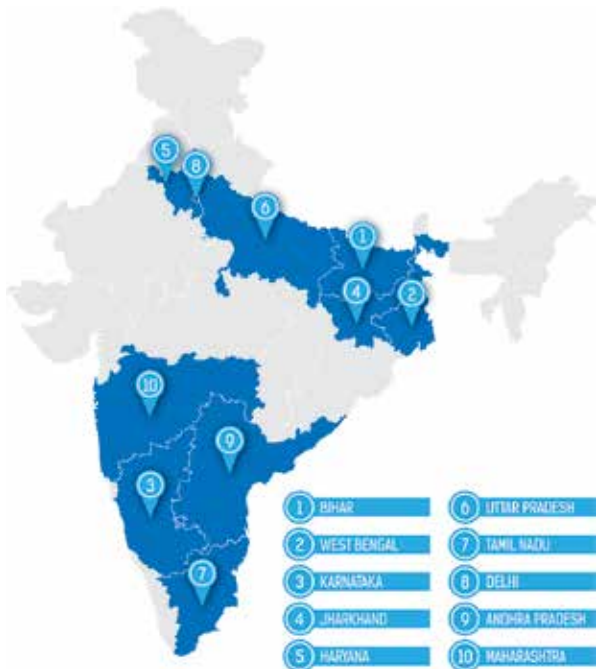 5
8
6
1
4
2
10
9
3
7
1 BIHAR
2 WEST BENGAL
3 KARNATAKA
4 JHARKHAND
5 HARYANA
6 UTTAR PRADESH
7 TAMIL NADU
8 DELHI
9 ANDHRA PRADESH
10 MAHARASHTRA